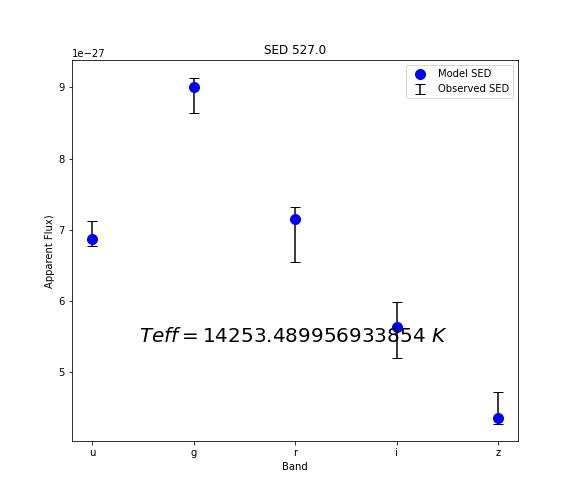 SED 527.0
1e−27
Model SED
Observed SED
9
8
7
6
5
Apparent Flux)
Teff = 14253.489956933854 K
u g r i z
Band